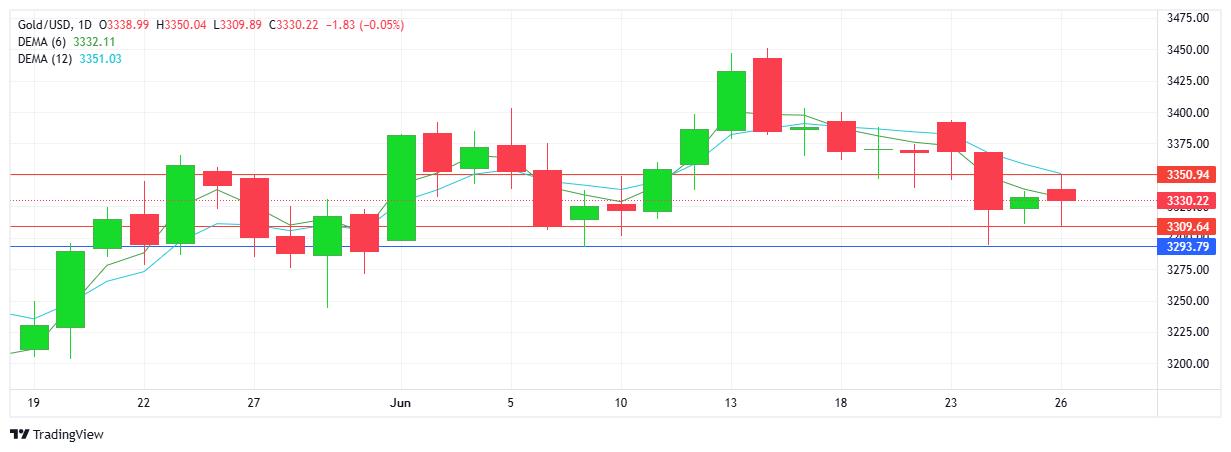 Gold/USD, 1D O3338.99 H3350.04 L3309.89 C3330.22 −1.83 (−0.05%)
DEMA (6) 3332.11
DEMA (12) 3351.03
3475.00
3450.00
3425.00
3400.00
3375.00
3350.94
3330.22
3309.64
3293.79
3275.00
3250.00
3225.00
3200.00
19 22 27 Jun 5 10 13 18 23 26
TradingView